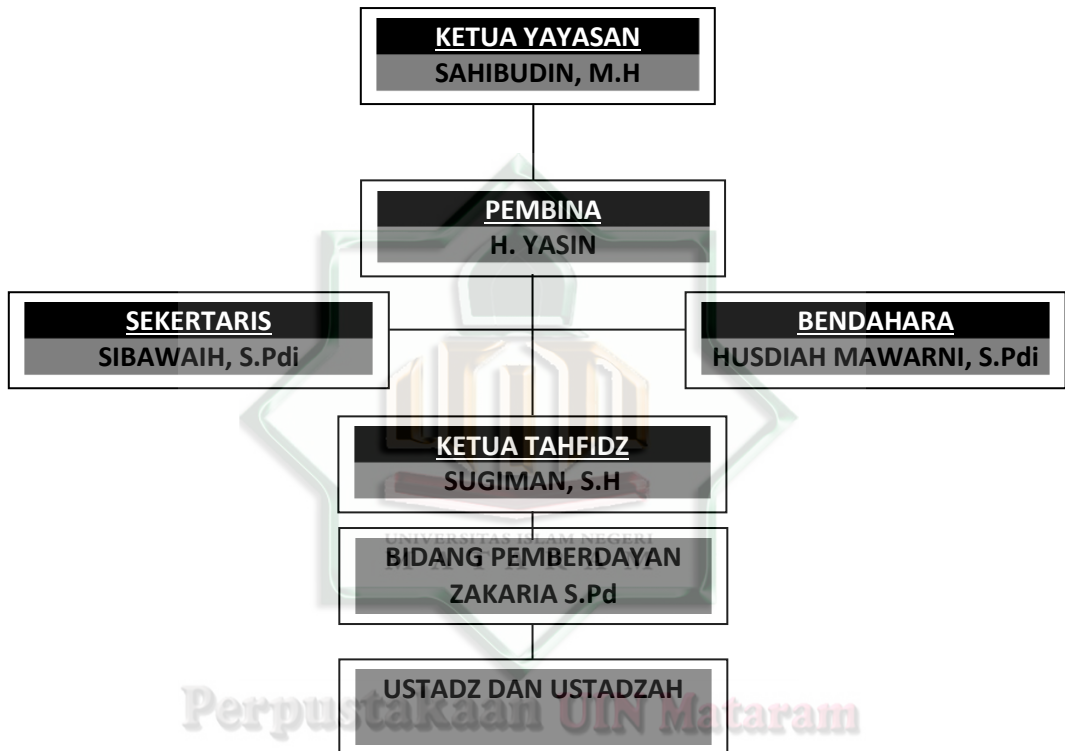 KETUA YAYASAN
SAHIBUDIN, M.H
PEMBINA
H. YASIN
SEKERTARIS
SIBAWAIH, S.Pdi
BENDAHARA
HUSDIAH MAWARNI, S.Pdi
KETUA TAHFIDZ
SUGIMAN, S.H
UNIVERSITAS ISLAM NEGERI
MATARAM
BIDANG PEMBERDAYAN
ZAKARIA S.Pd
USTADZ DAN USTADZAH
Perpustakaan UIN Mataram